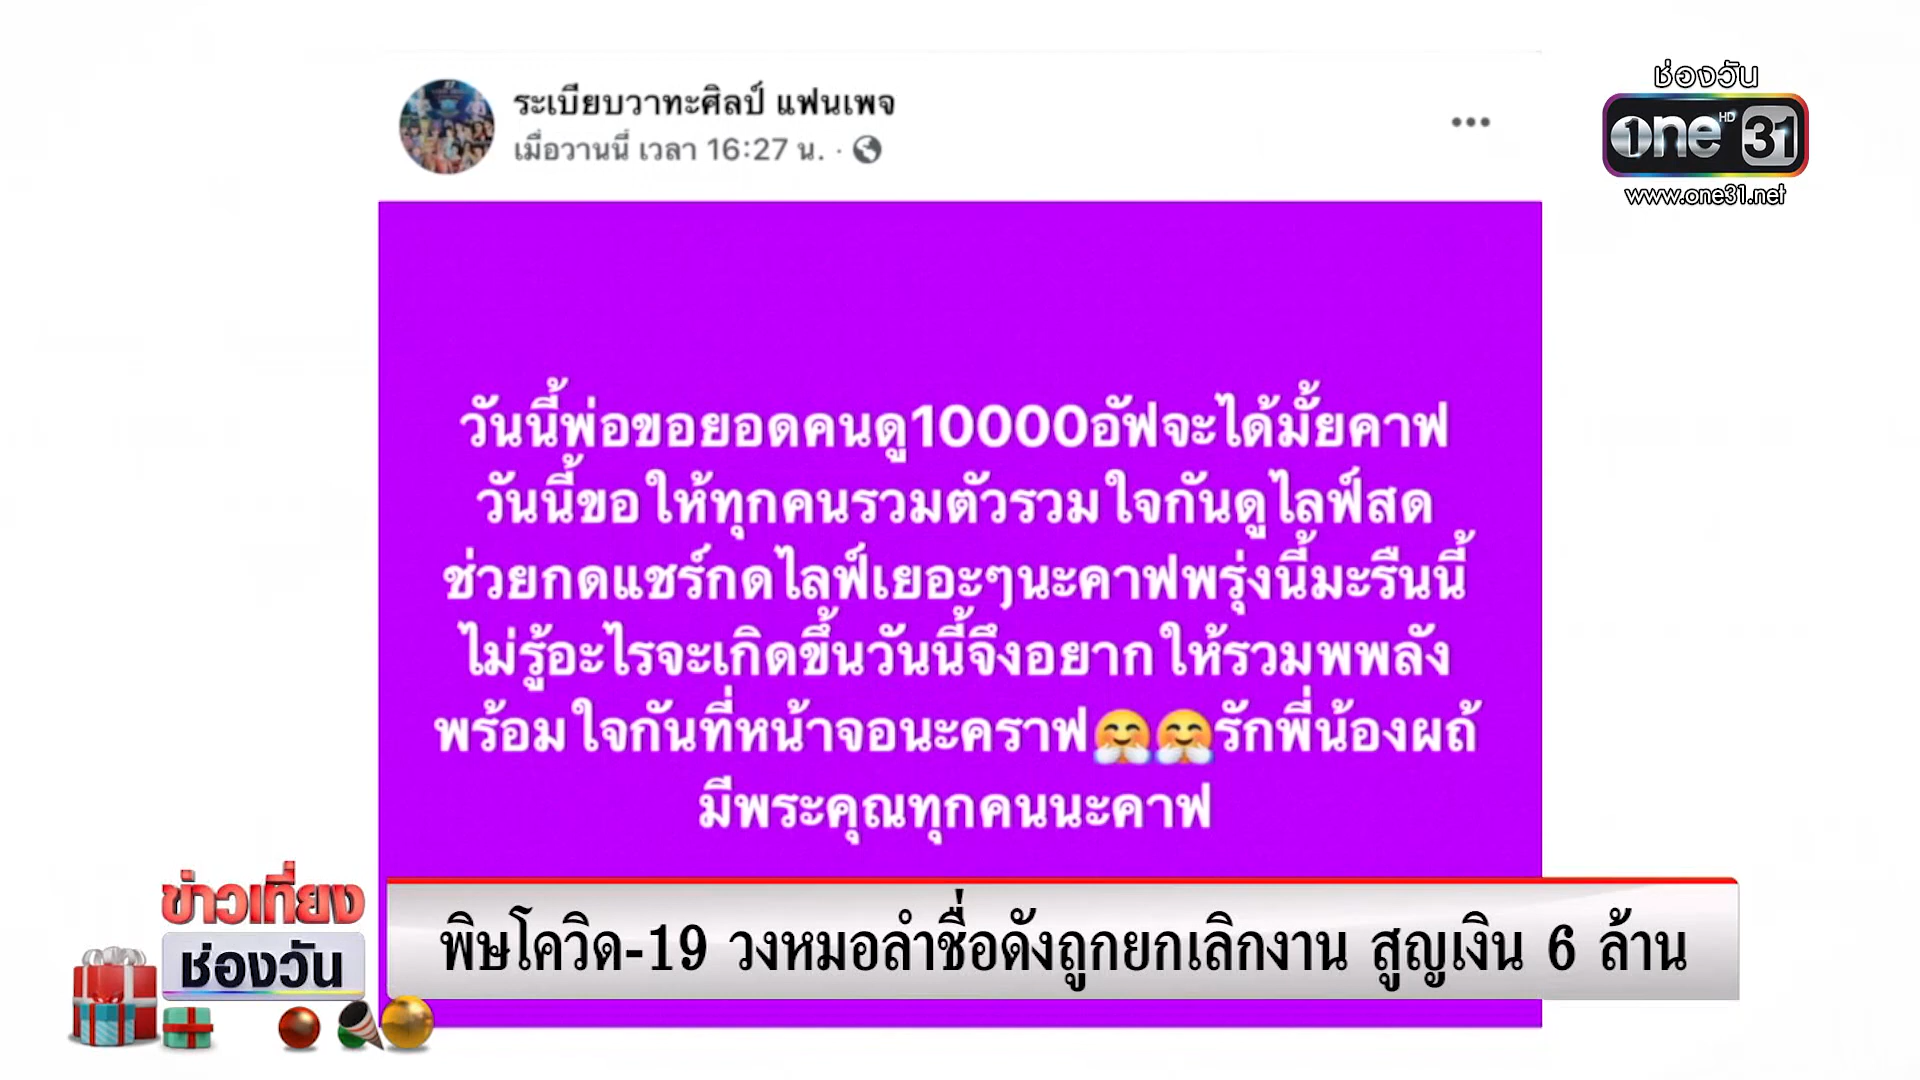 ระเบียบวาทะศิลป์ แฟนเพจ
เมื่อวานนี้ เวลา 16:27 น. ·
ช่องวัน
one HD 31
www.one31.net
วันนี้พ่อขอยอดคนดู10000อัฟจะได้มั้ยคาฟ
วันนี้ขอให้ทุกคนรวมตัวรวมใจกันดูไลฟ์สด
ช่วยกดแชร์กดไลฟ์เยอะๆนะคาฟพรุ่งนี้มะรืนนี้
ไม่รู้อะไรจะเกิดขึ้นวันนี้จึงอยากให้รวมพพลัง
พร้อมใจกันที่หน้าจอนะคราฟ🤗🤗รักพี่น้องผถ้
มีพระคุณทุกคนนะคาฟ
ข่าวเที่ยง
ช่องวัน
พิษโควิด-19 วงหมอลำชื่อดังถูกยกเลิกงาน สูญเงิน 6 ล้าน